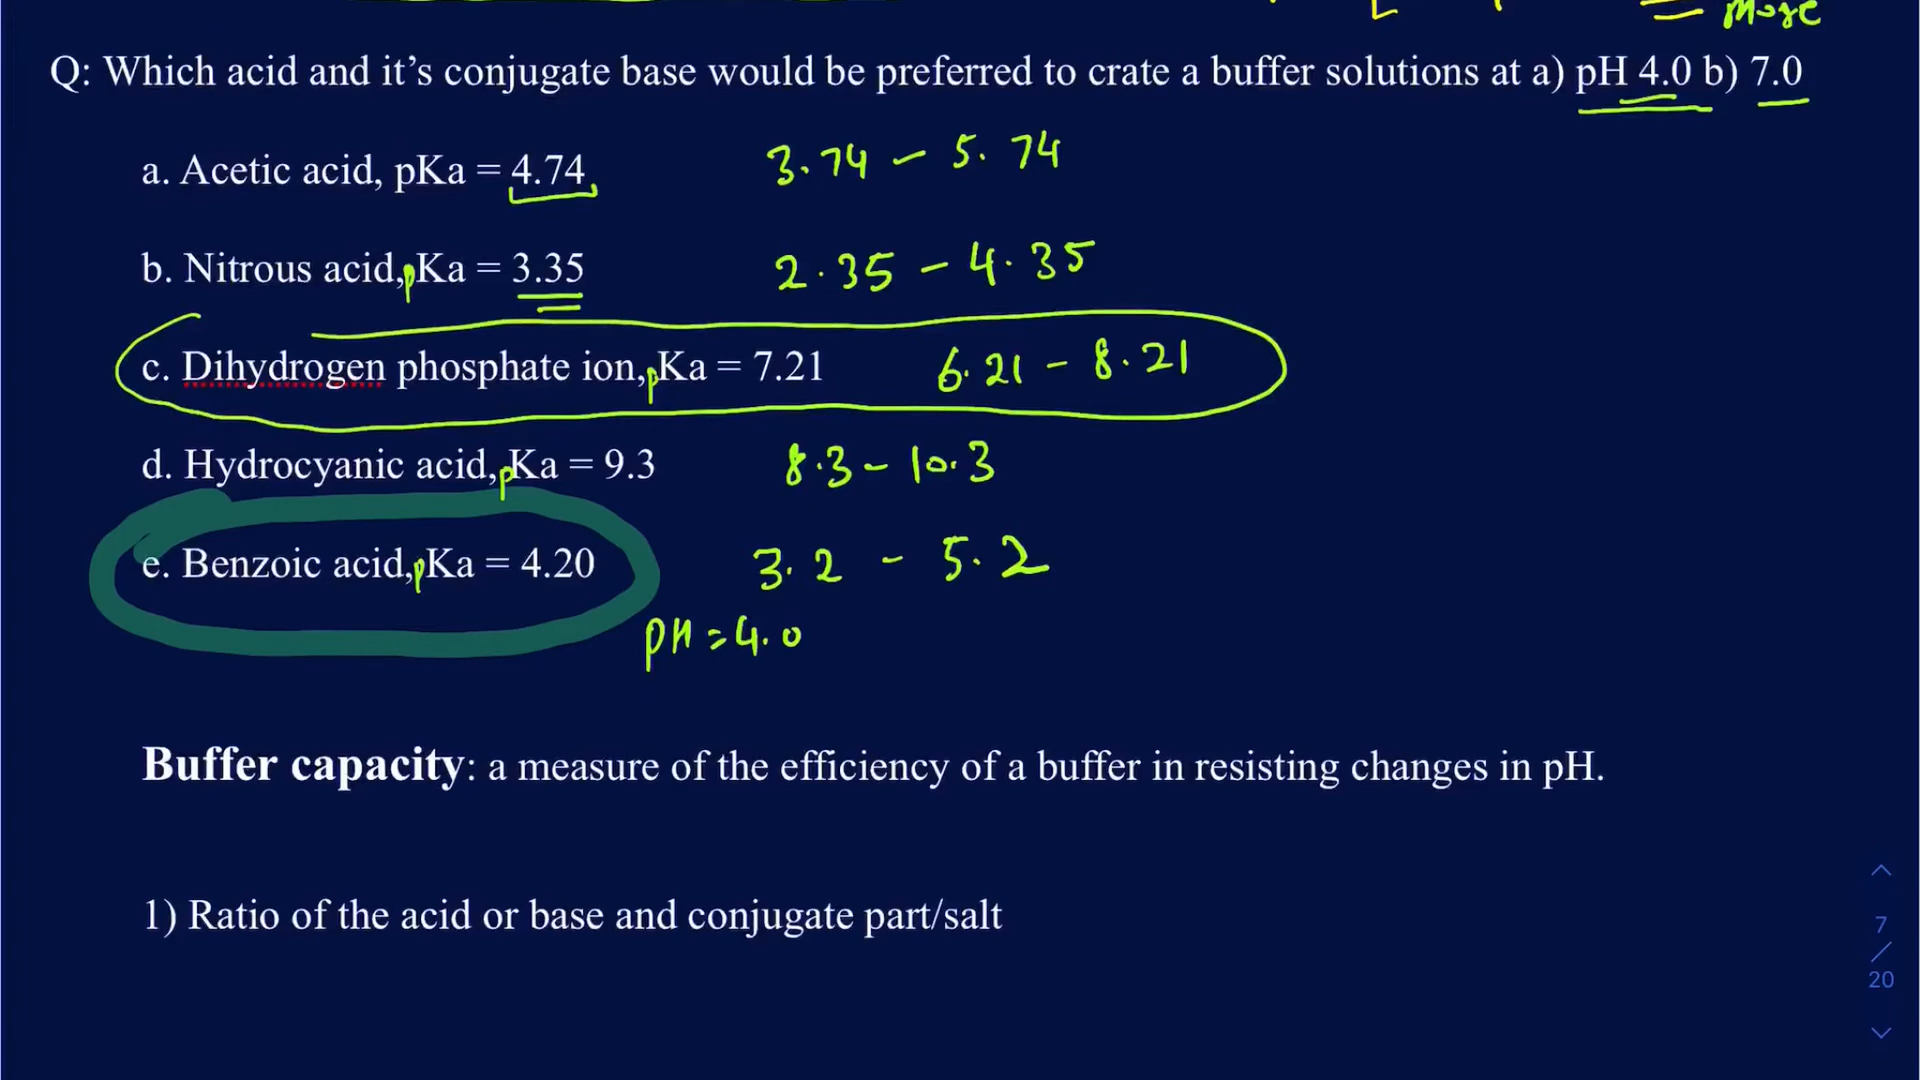 more
Q: Which acid and it’s conjugate base would be preferred to crate a buffer solutions at a) pH 4.0 b) 7.0
a. Acetic acid, pKa = 4.74 3.74 – 5.74
b. Nitrous acid,pKa = 3.35 2.35 – 4.35
c. Dihydrogen phosphate ion,pKa = 7.21 6.21 – 8.21
d. Hydrocyanic acid,pKa = 9.3 8.3 – 10.3
e. Benzoic acid,pKa = 4.20 3.2 - 5.2
pH = 4.0
Buffer capacity: a measure of the efficiency of a buffer in resisting changes in pH.
1) Ratio of the acid or base and conjugate part/salt
7
/
20